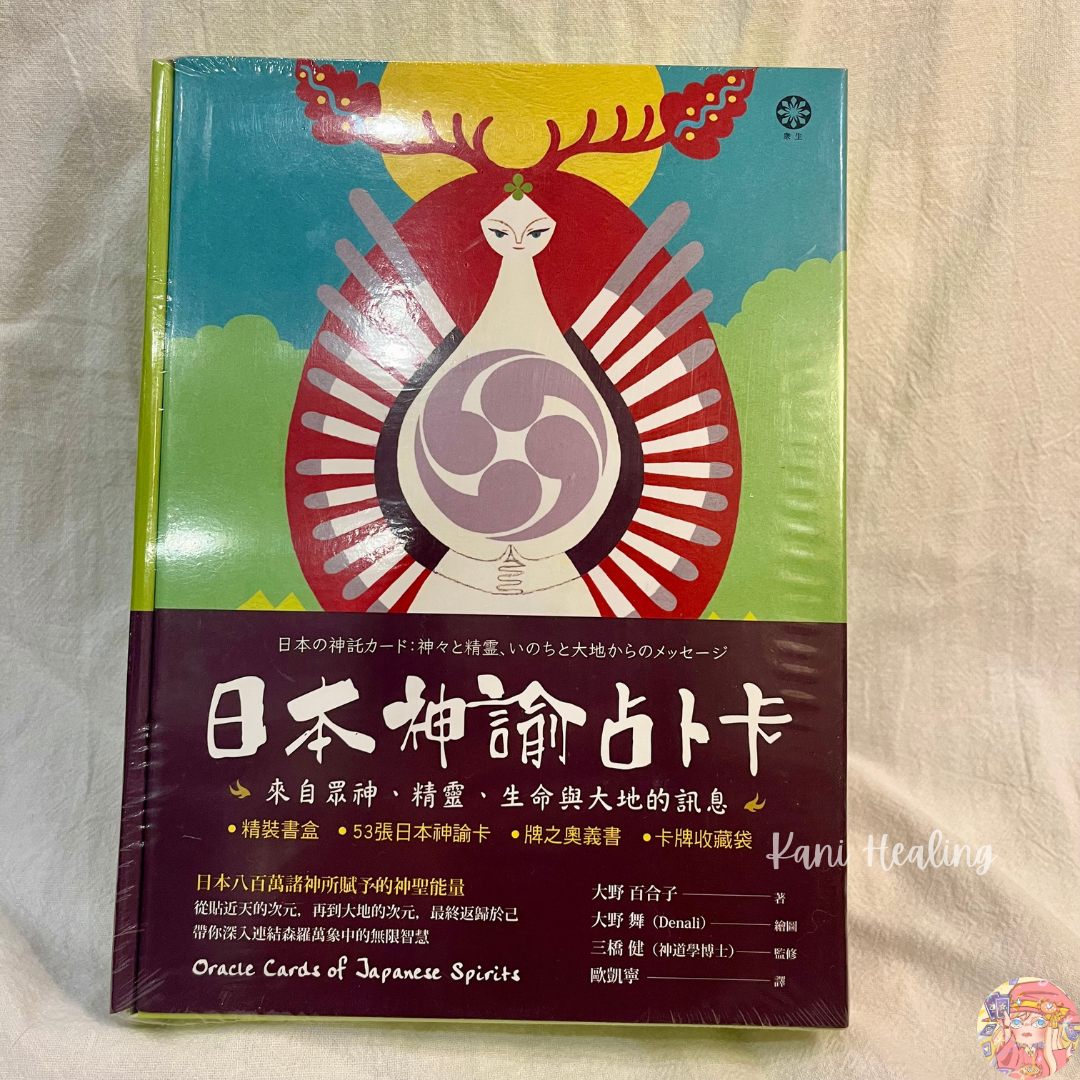 眾生
日本の神託カード:神々と精霊、いのちと大地からのメッセージ
日本神諭占卜卡
來自眾神、精靈、生命與大地的訊息
•精裝書盒 •53張日本神諭卡 •牌之奧義書 •卡牌收藏袋
Kani Healing
日本八百萬諸神所賦予的神聖能量
從貼近天的次元,再到大地的次元,最終返歸於己
帶你深入連結森羅萬象中的無限智慧
Oracle Cards of Japanese Spirits
大野 百合子——著
大野 舞(Denali)——繪圖
三橋 健(神道學博士)——監修
歐凱寧——譯